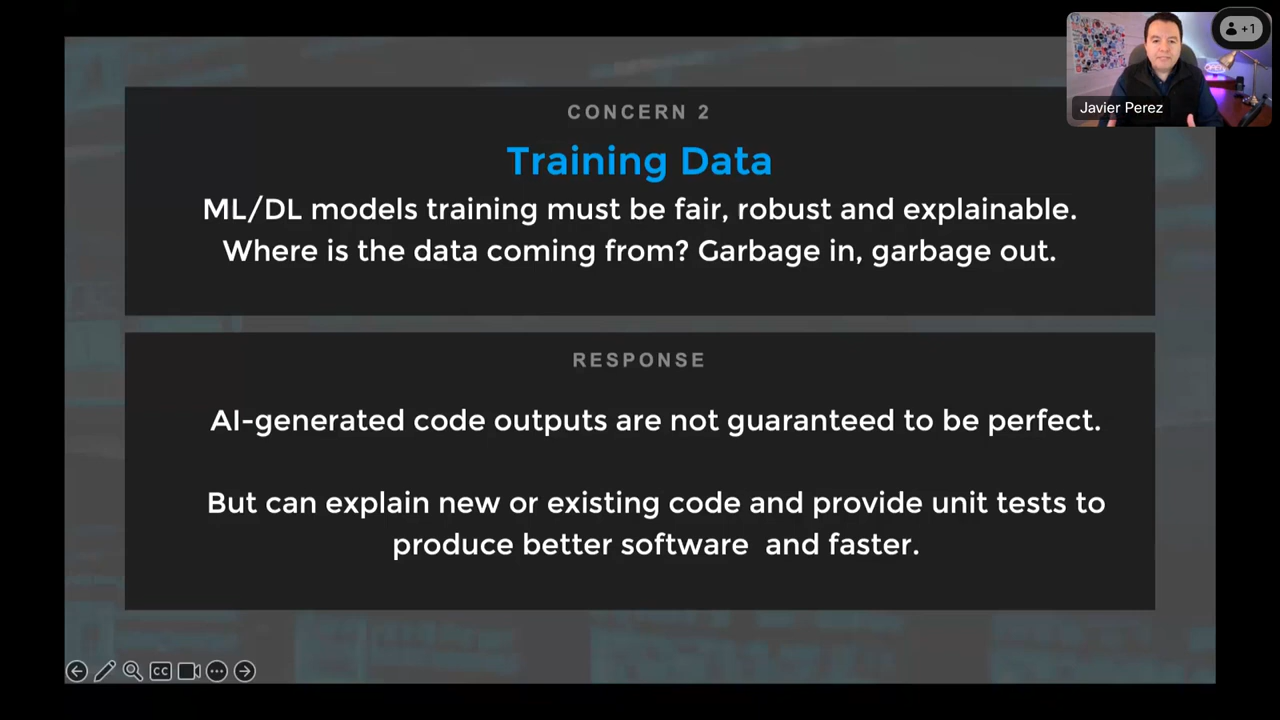 +1
Javier Perez
CONCERN 2
Training Data
ML/DL models training must be fair, robust and explainable.
Where is the data coming from? Garbage in, garbage out.
RESPONSE
AI-generated code outputs are not guaranteed to be perfect.
But can explain new or existing code and provide unit tests to
produce better software and faster.
CC